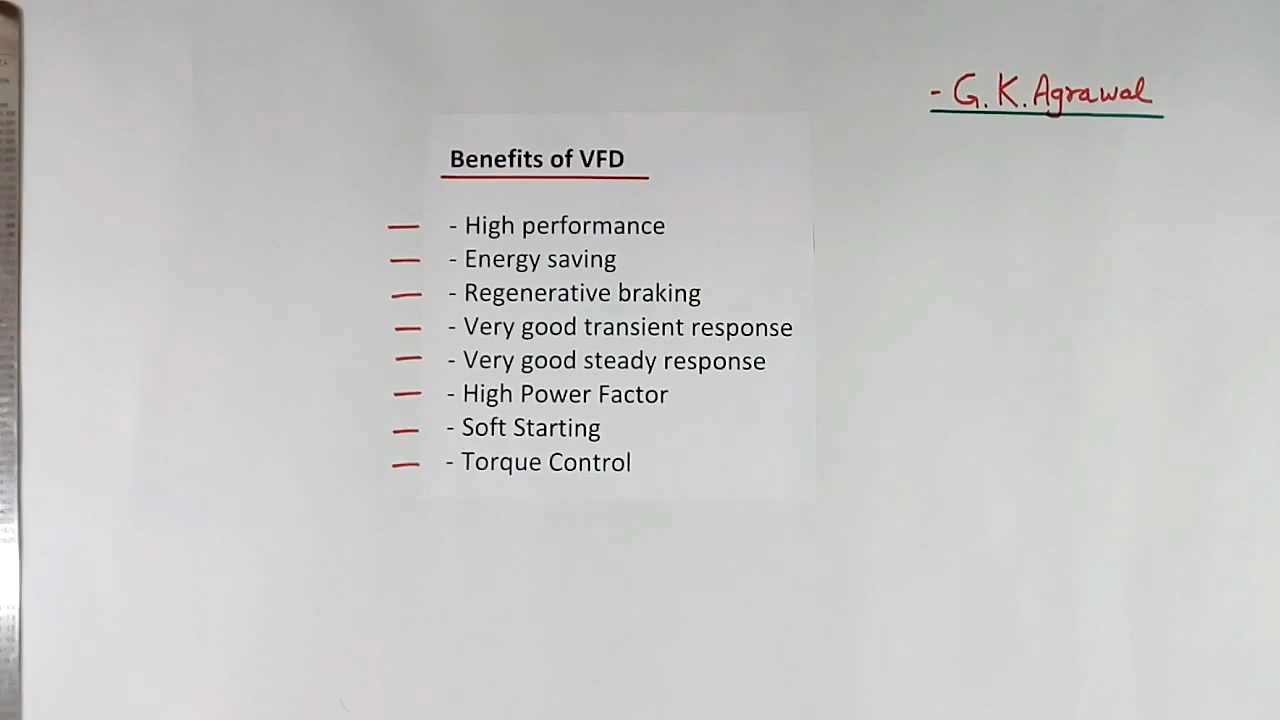 - G. K. Agrawal
Benefits of VFD
- High performance
- Energy saving
- Regenerative braking
- Very good transient response
- Very good steady response
- High Power Factor
- Soft Starting
- Torque Control